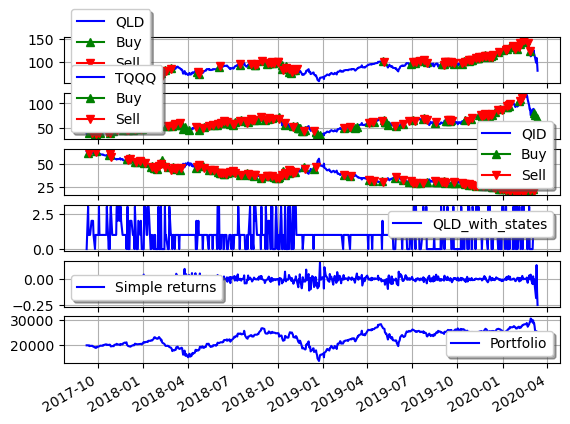 QLD
Buy
Sell
150
100
TQQQ
Buy
Sell
100
50
QID
Buy
Sell
50
25
2.5
0.0
QLD_with_states
0.00
−0.25
Simple returns
30000
20000
Portfolio
2017-10 2018-01 2018-04 2018-07 2018-10 2019-01 2019-04 2019-07 2019-10 2020-01 2020-04